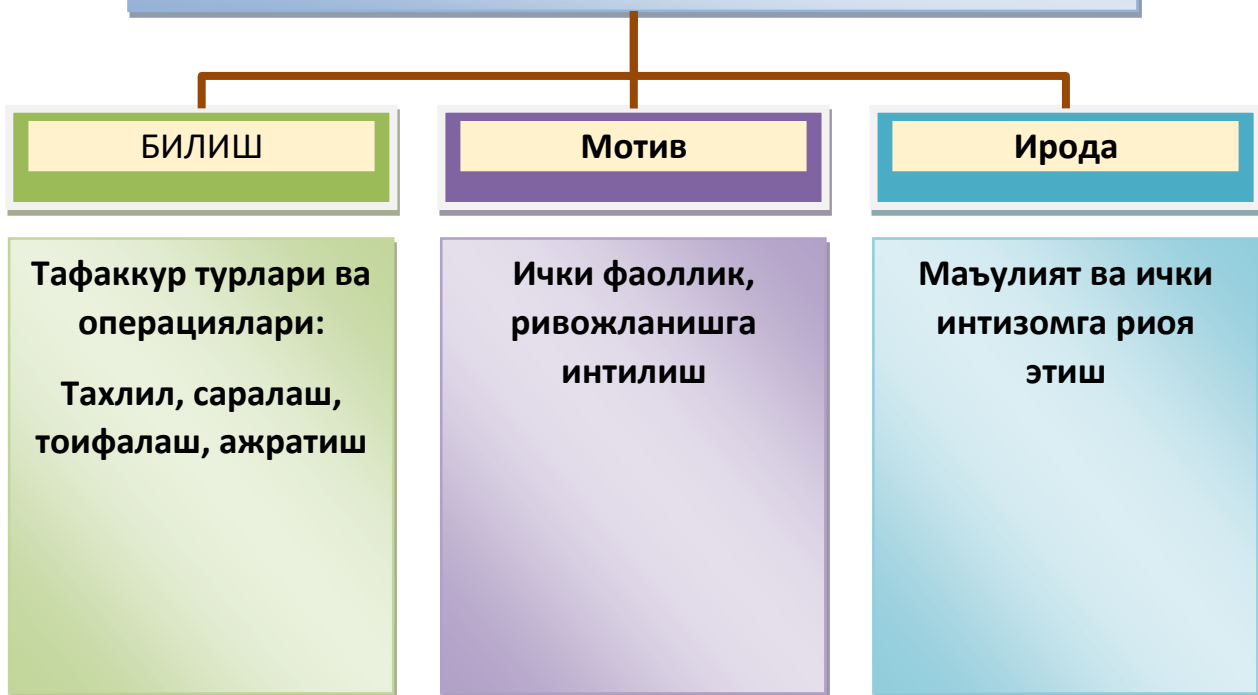 БИЛИШ
Мотив
Ирода
Тафаккур турлари ва
операциялари:
Тахлил, саралаш,
тоифалаш, ажратиш
Ички фаоллик,
ривожланишга
интилиш
Маъулият ва ички
интизомга риоя
этиш